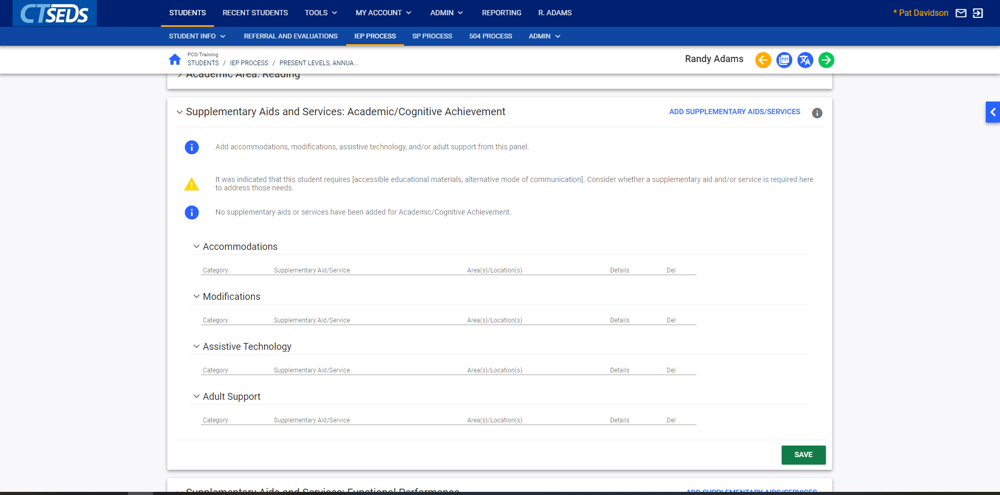 CTSEDS
STUDENTS RECENT STUDENTS TOOLS MY ACCOUNT ADMIN REPORTING R. ADAMS
* Pat Davidson
STUDENT INFO REFERRAL AND EVALUATIONS IEP PROCESS SP PROCESS 504 PROCESS ADMIN
PCG Training
STUDENTS / IEP PROCESS / PRESENT LEVELS, ANNUA...
Randy Adams
PDF
Academic Area: Reading
Supplementary Aids and Services: Academic/Cognitive Achievement
ADD SUPPLEMENTARY AIDS/SERVICES
Add accommodations, modifications, assistive technology, and/or adult support from this panel.
It was indicated that this student requires [accessible educational materials, alternative mode of communication]. Consider whether a supplementary aid and/or service is required here
to address those needs.
No supplementary aids or services have been added for Academic/Cognitive Achievement.
Accommodations
Category Supplementary Aid/Service Area(s)/Location(s) Details Del
Modifications
Category Supplementary Aid/Service Area(s)/Location(s) Details Del
Assistive Technology
Category Supplementary Aid/Service Area(s)/Location(s) Details Del
Adult Support
Category Supplementary Aid/Service Area(s)/Location(s) Details Del
SAVE
Supplementary Aids and Services: Functional Performance
ADD SUPPLEMENTARY AIDS/SERVICES